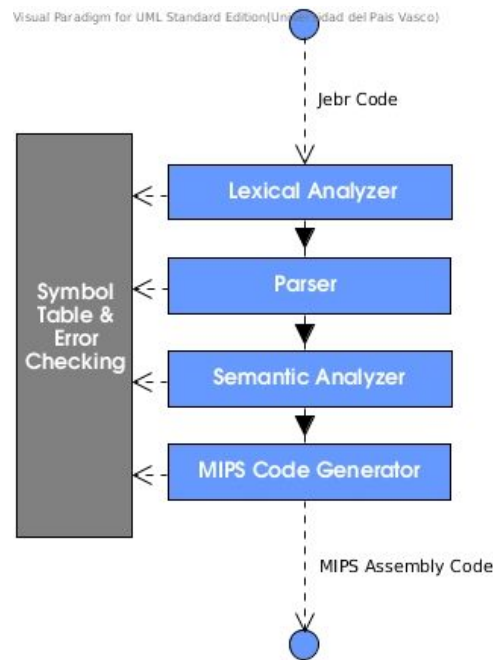 Visual Paradigm for UML Standard Edition(Universidad del Pais Vasco)
Jebr Code
Lexical Analyzer
Parser
Symbol
Table &
Error
Checking
Semantic Analyzer
MIPS Code Generator
MIPS Assembly Code